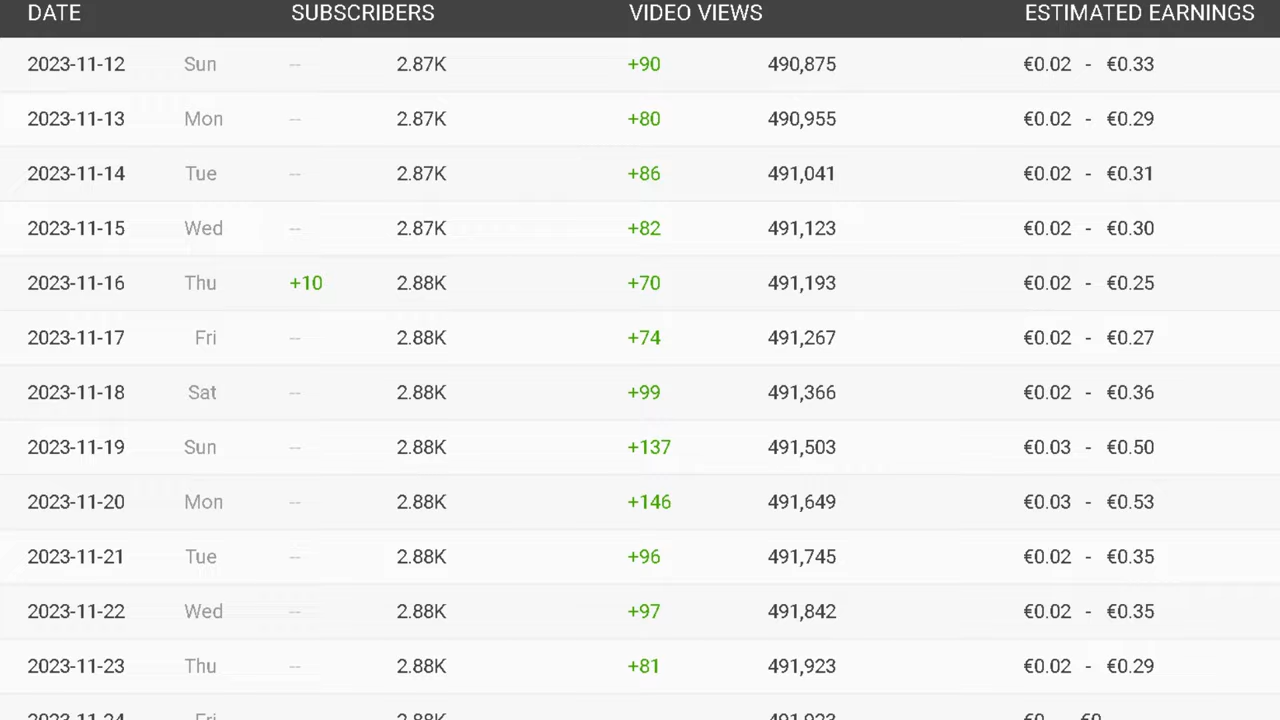 DATE SUBSCRIBERS VIDEO VIEWS ESTIMATED EARNINGS
2023-11-12 Sun -- 2.87K +90 490,875 €0.02 - €0.33
2023-11-13 Mon -- 2.87K +80 490,955 €0.02 - €0.29
2023-11-14 Tue -- 2.87K +86 491,041 €0.02 - €0.31
2023-11-15 Wed -- 2.87K +82 491,123 €0.02 - €0.30
2023-11-16 Thu +10 2.88K +70 491,193 €0.02 - €0.25
2023-11-17 Fri -- 2.88K +74 491,267 €0.02 - €0.27
2023-11-18 Sat -- 2.88K +99 491,366 €0.02 - €0.36
2023-11-19 Sun -- 2.88K +137 491,503 €0.03 - €0.50
2023-11-20 Mon -- 2.88K +146 491,649 €0.03 - €0.53
2023-11-21 Tue -- 2.88K +96 491,745 €0.02 - €0.35
2023-11-22 Wed -- 2.88K +97 491,842 €0.02 - €0.35
2023-11-23 Thu -- 2.88K +81 491,923 €0.02 - €0.29
2023-11-24 Fri 2.88K 491,923 €0 €0